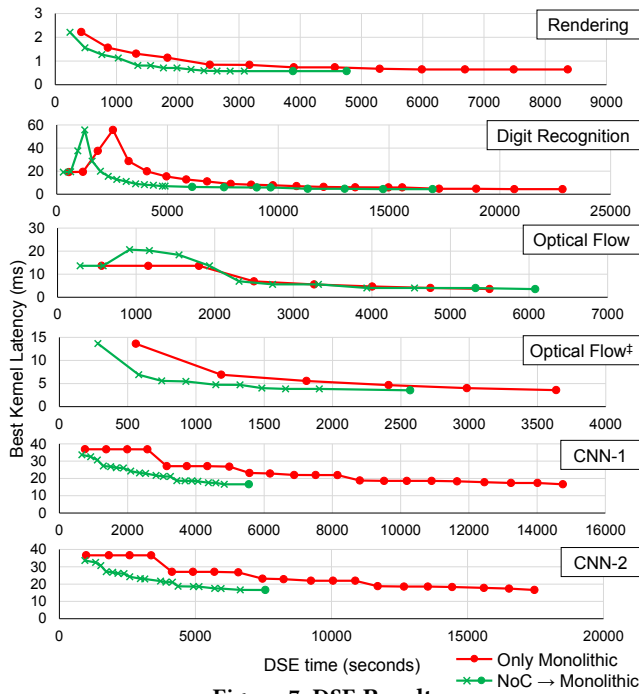 Best Kernel Latency (ms)
3
2
1
0
Rendering
0 1000 2000 3000 4000 5000 6000 7000 8000 9000
60
40
20
0
Digit Recognition
0 5000 10000 15000 20000 25000
30
20
10
0
Optical Flow
0 1000 2000 3000 4000 5000 6000 7000
15
10
5
0
Optical Flow‡
0 500 1000 1500 2000 2500 3000 3500 4000
40
30
20
10
0
CNN-1
0 2000 4000 6000 8000 10000 12000 14000 16000
40
30
20
10
0
CNN-2
0 5000 10000 15000 20000
DSE time (seconds)
Only Monolithic
NoC → Monolithic